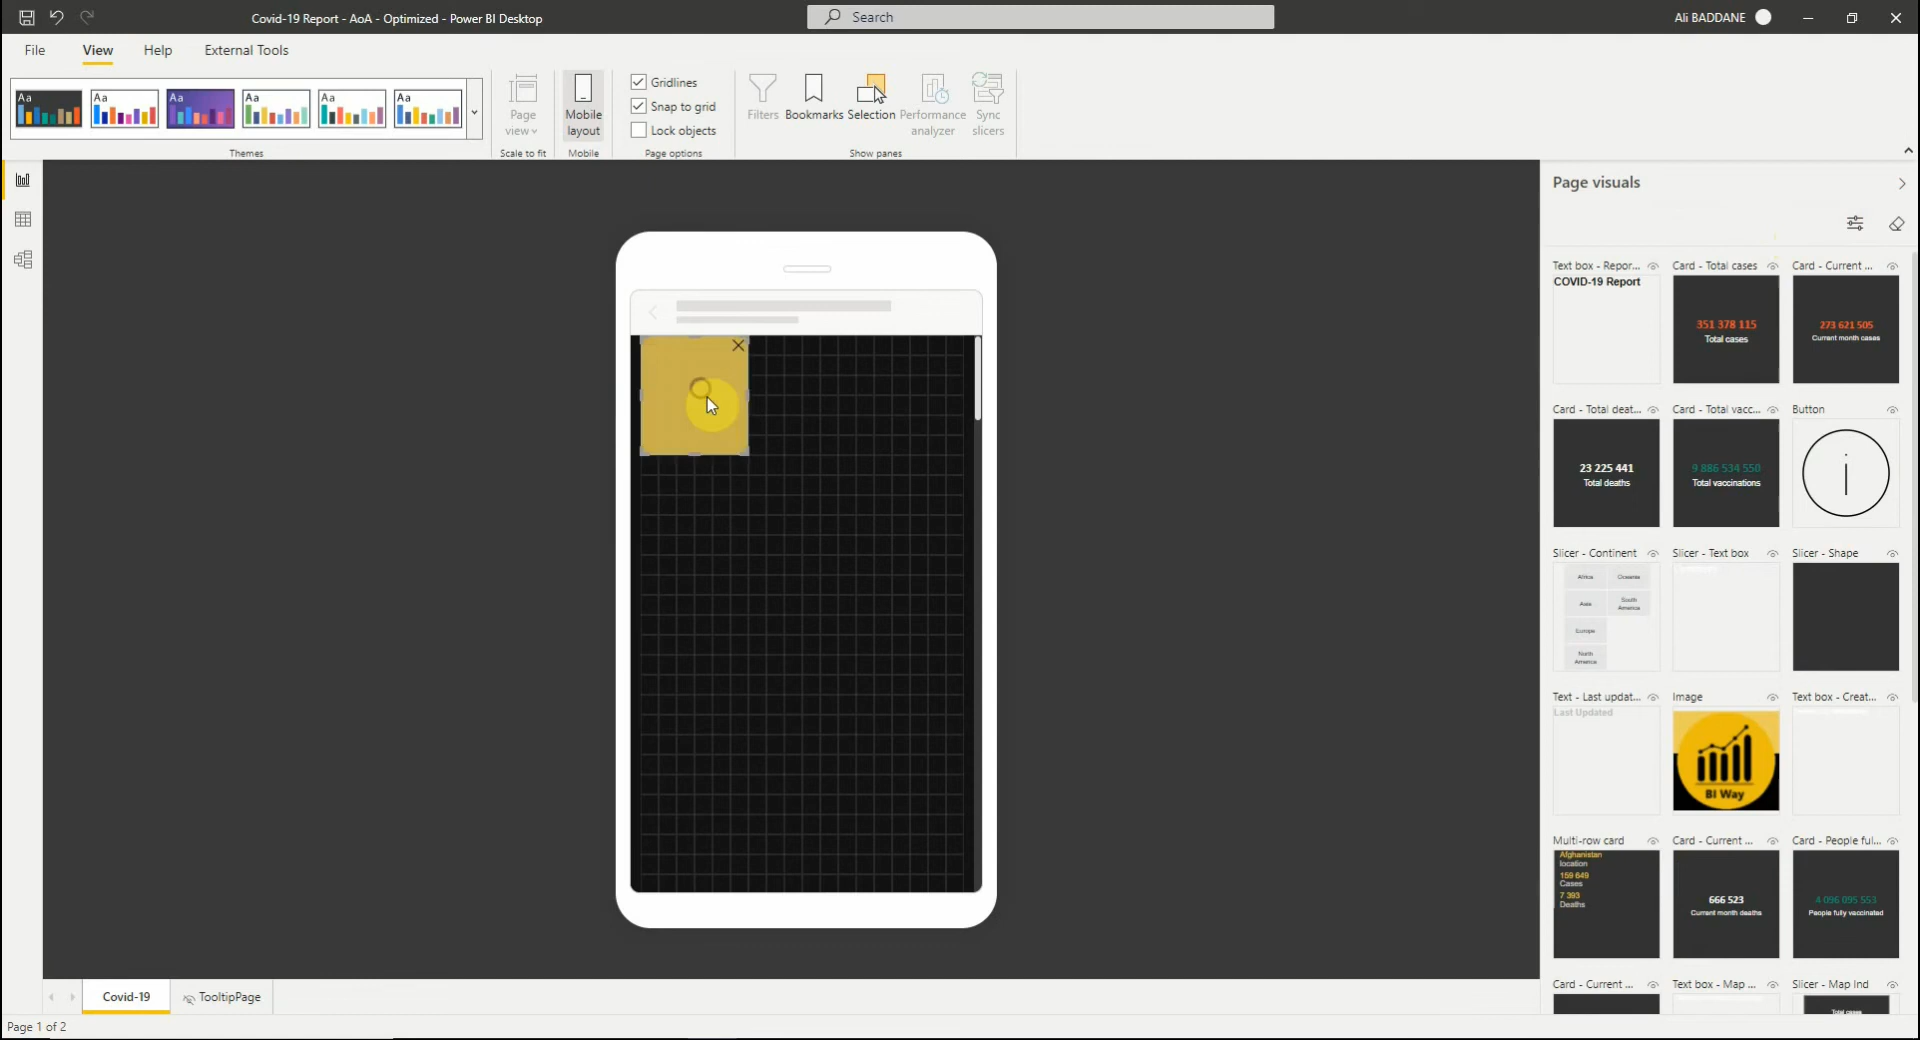 Covid-19 Report - AoA - Optimized - Power BI Desktop
Search
Ali BADDANE
File
View
Help
External Tools
Aa
Aa
Aa
Aa
Aa
Aa
Themes
Page
view
Scale to fit
Mobile
layout
Mobile
Gridlines
Snap to grid
Lock objects
Page options
Filters
Bookmarks
Selection
Performance
analyzer
Sync
slicers
Show panes
Page visuals
Text box - Repor...
COVID-19 Report
Card - Total cases
351 378 115
Total cases
Card - Current ...
273 621 505
Current month cases
Card - Total deat...
23 225 441
Total deaths
Card - Total vacc...
9 886 534 550
Total vaccinations
Button
i
Slicer - Continent
Africa
Oceania
Asia
South
America
Europe
North
America
Slicer - Text box
Slicer - Shape
Text - Last updat...
Last Updated
Image
BI Way
Text box - Creat...
Multi-row card
Afghanistan
location
159 649
Cases
7 393
Deaths
Card - Current ...
666 523
Current month deaths
Card - People ful...
4 096 095 553
People fully vaccinated
Card - Current ...
Text box - Map ...
Slicer - Map Ind
Total cases
Covid-19
TooltipPage
Page 1 of 2